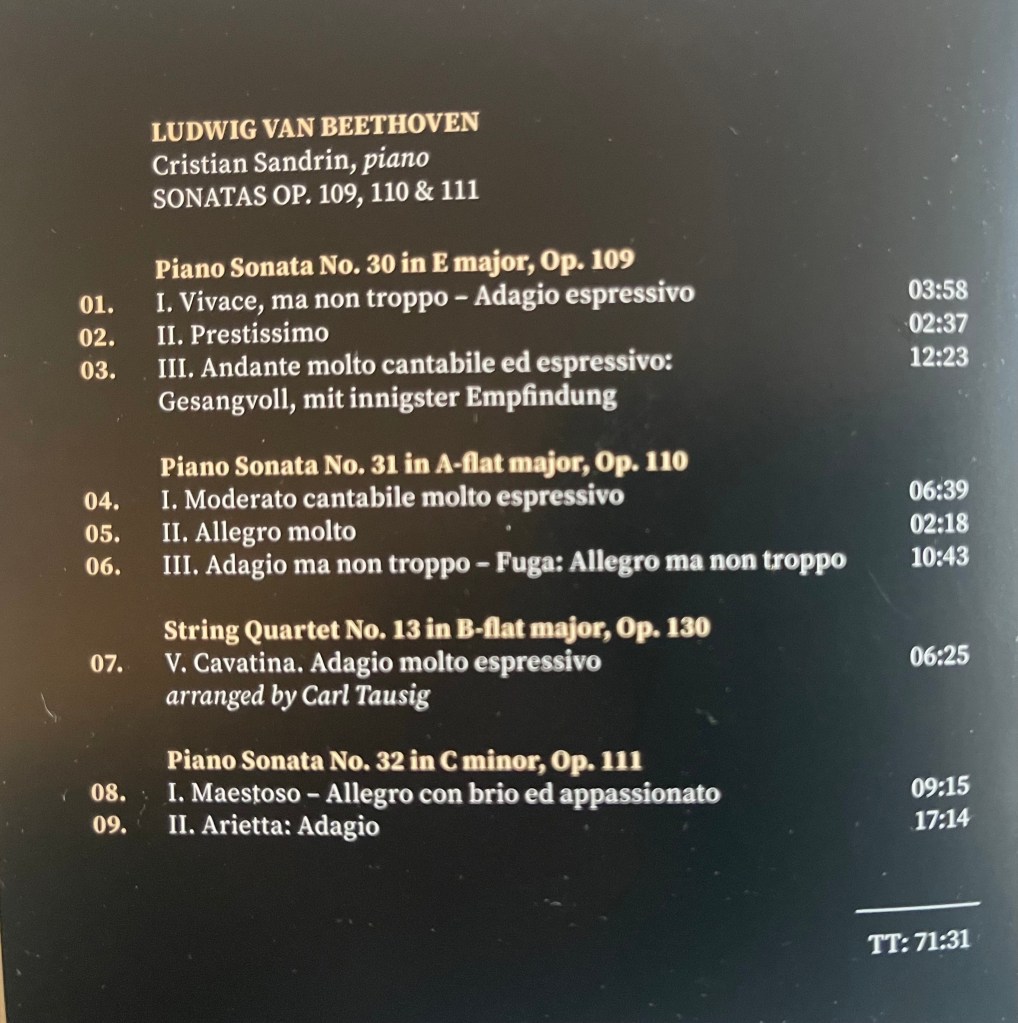 LUDWIG VAN BEETHOVEN
Cristian Sandrin, piano
SONATAS OP. 109, 110 & 111
Piano Sonata No. 30 in E major, Op. 109
01. I. Vivace, ma non troppo – Adagio espressivo 03:58
02. II. Prestissimo 02:37
03. III. Andante molto cantabile ed espressivo: 12:23
Gesangvoll, mit innigster Empfindung
Piano Sonata No. 31 in A-flat major, Op. 110
04. I. Moderato cantabile molto espressivo 06:39
05. II. Allegro molto 02:18
06. III. Adagio ma non troppo – Fuga: Allegro ma non troppo 10:43
String Quartet No. 13 in B-flat major, Op. 130
07. V. Cavatina. Adagio molto espressivo 06:25
arranged by Carl Tausig
Piano Sonata No. 32 in C minor, Op. 111
08. I. Maestoso – Allegro con brio ed appassionato 09:15
09. II. Arietta: Adagio 17:14
TT: 71:31